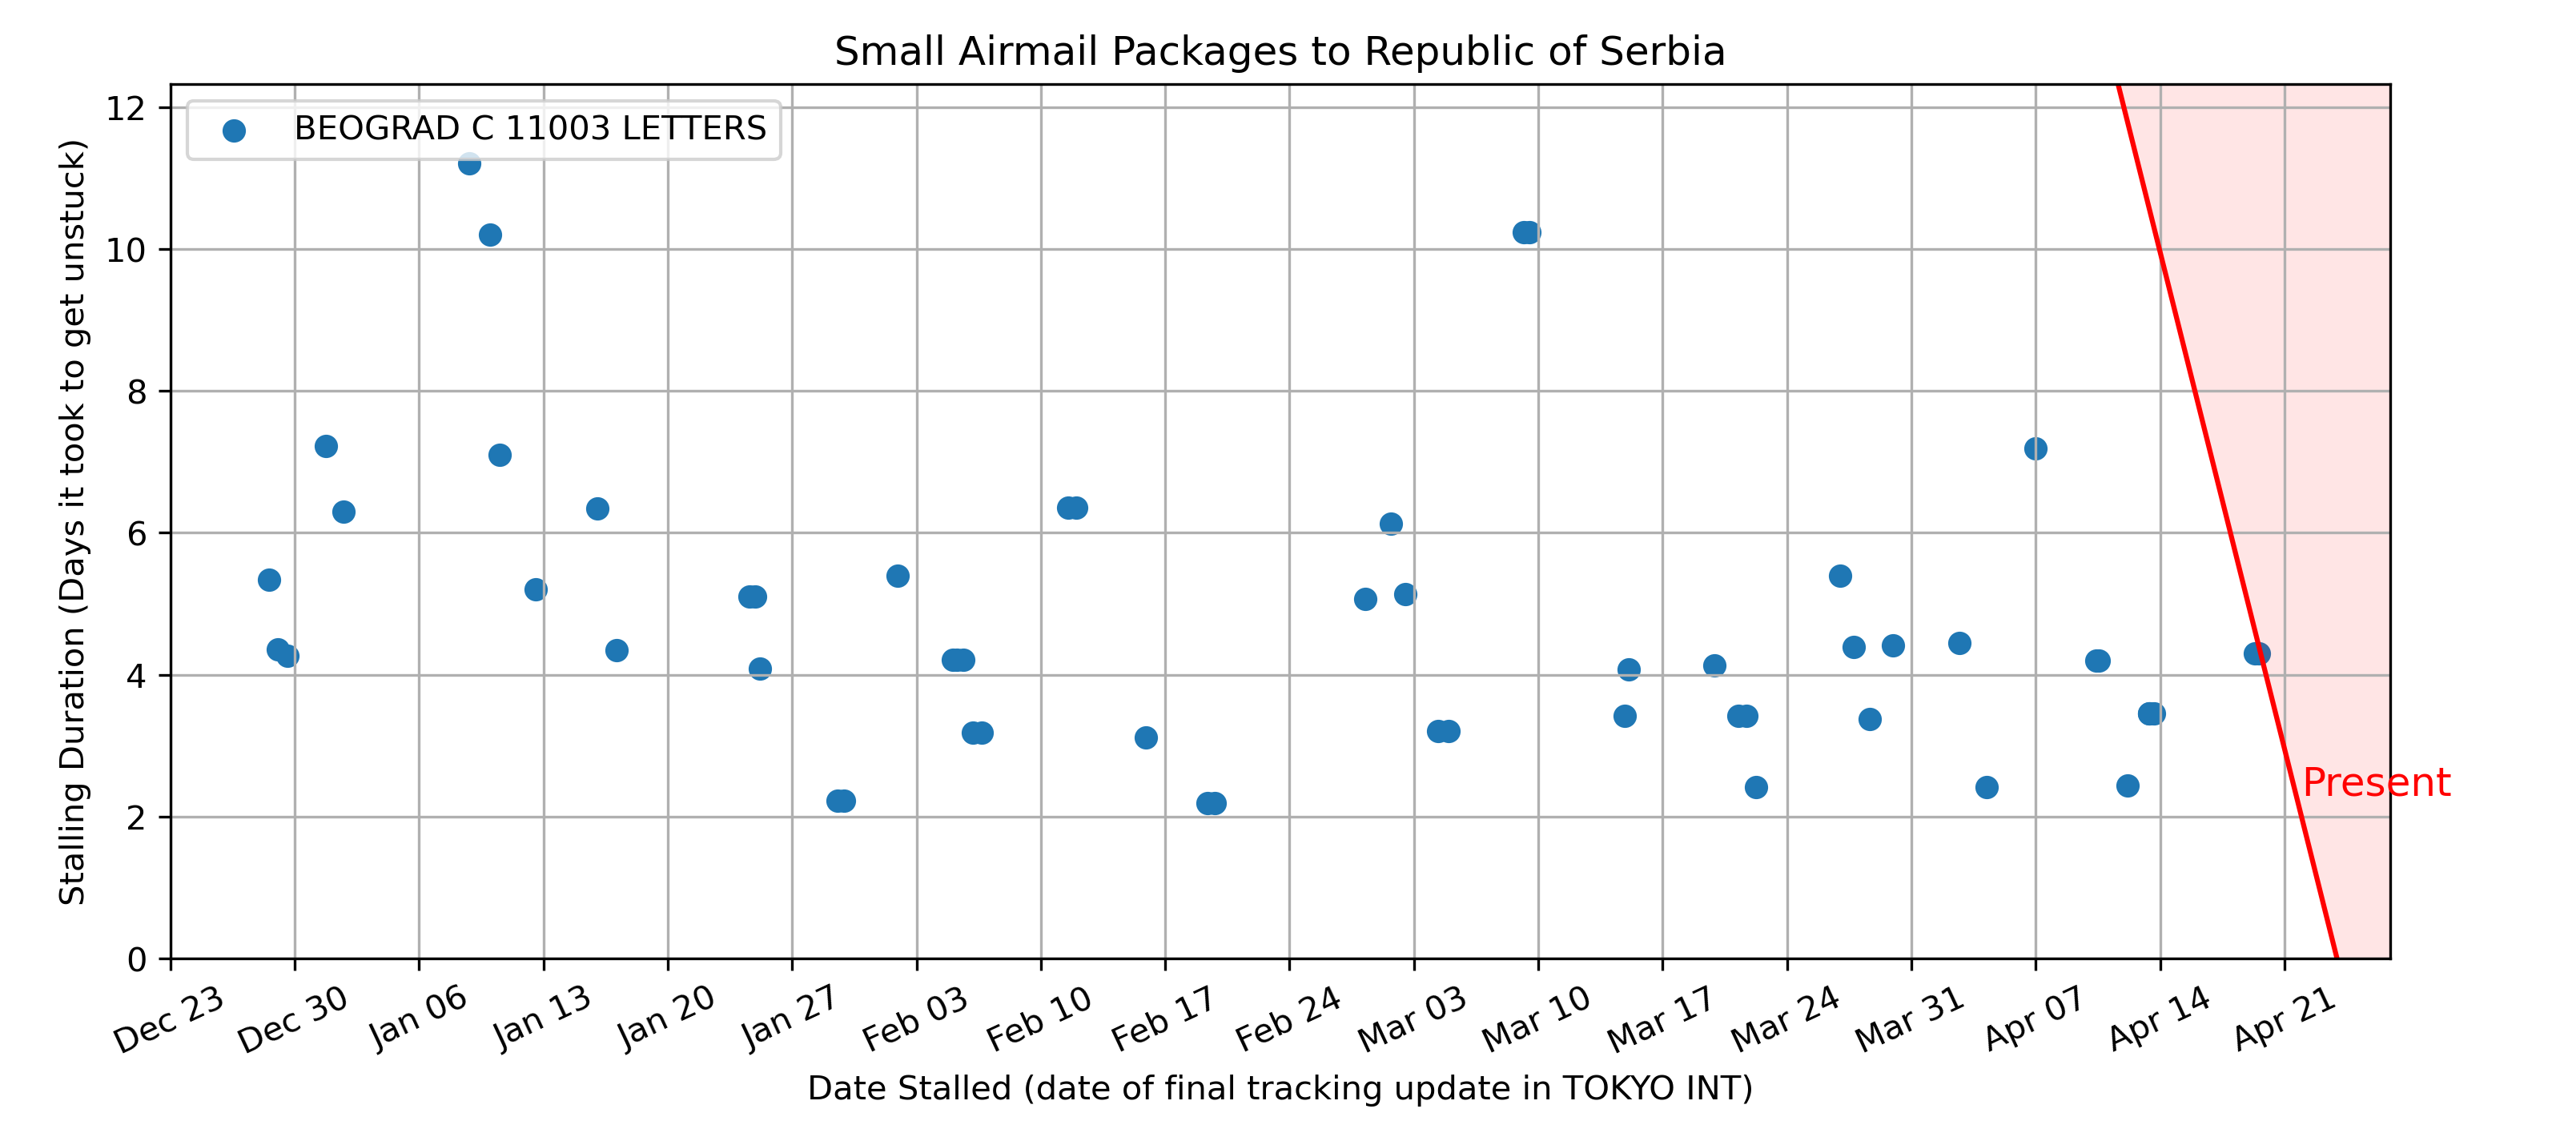 Small Airmail Packages to Republic of Serbia
BEOGRAD C 11003 LETTERS
Stalling Duration (Days it took to get unstuck)
12
10
8
6
4
2
0
Present
Dec 23
Dec 30
Jan 06
Jan 13
Jan 20
Jan 27
Feb 03
Feb 10
Feb 17
Feb 24
Mar 03
Mar 10
Mar 17
Mar 24
Mar 31
Apr 07
Apr 14
Apr 21
Date Stalled (date of final tracking update in TOKYO INT)